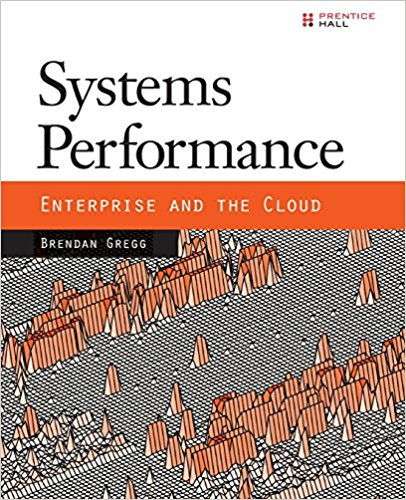 PRENTICE
HALL
Systems
Performance
Enterprise and the Cloud
Brendan Gregg